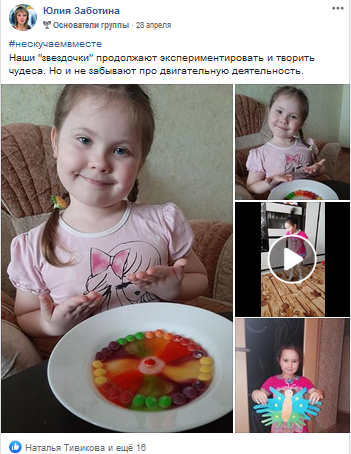 Юлия Заботина
Основатели группы · 28 апреля
#нескучаемвместе
Наши "звездочки" продолжают экспериментировать и творить
чудеса. Но и не забывают про двигательную деятельность.
Наталья Тивикова и ещё 16